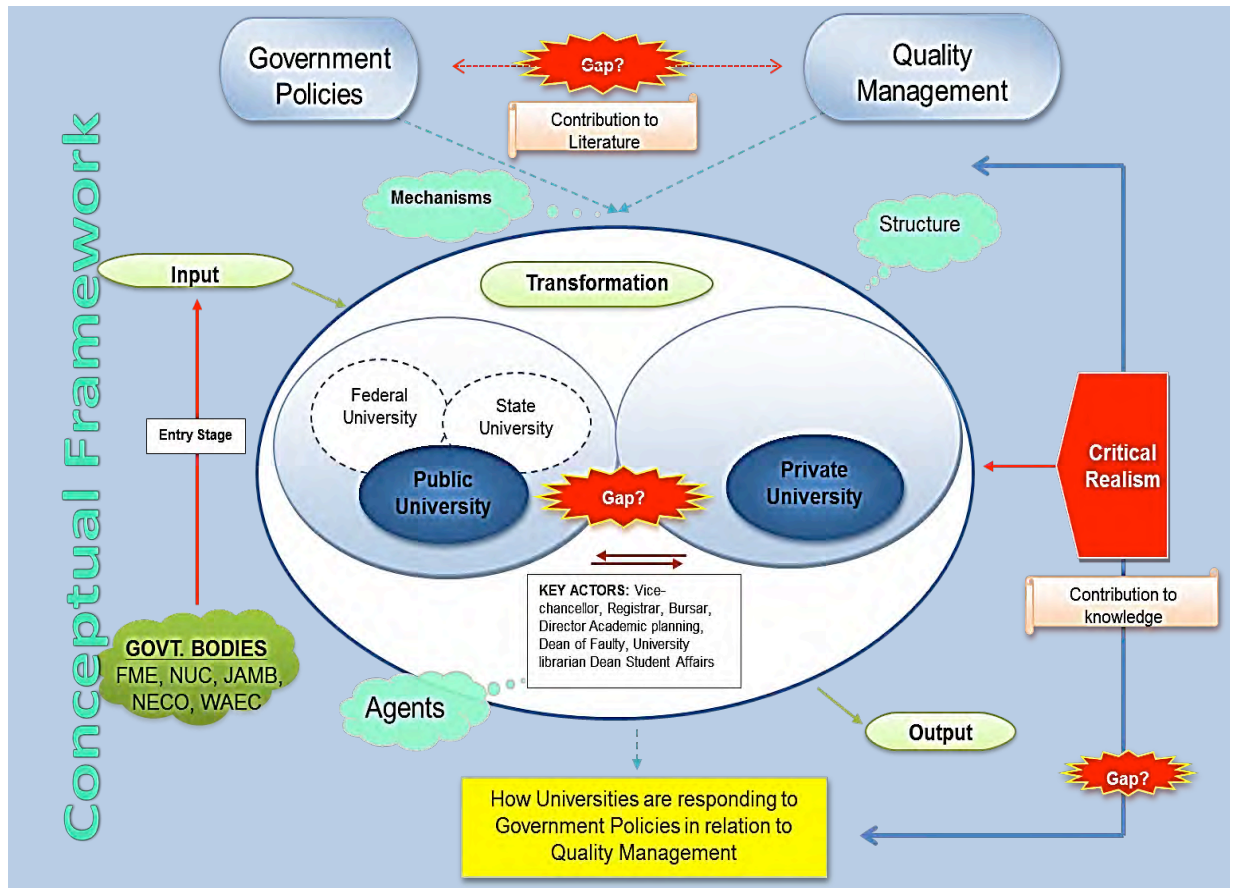 Conceptual Framework
Government
Policies
Gap?
Quality
Management
Contribution to
Literature
Mechanisms
Structure
Input
Transformation
Federal
University
State
University
Entry Stage
Public
University
Gap?
Private
University
Critical
Realism
KEY ACTORS: Vice-
chancellor, Registrar, Bursar,
Director Academic planning,
Dean of Faulty, University
librarian Dean Student Affairs
Contribution to
knowledge
GOVT. BODIES
FME, NUC, JAMB,
NECO, WAEC
Agents
Output
Gap?
How Universities are responding to
Government Policies in relation to
Quality Management